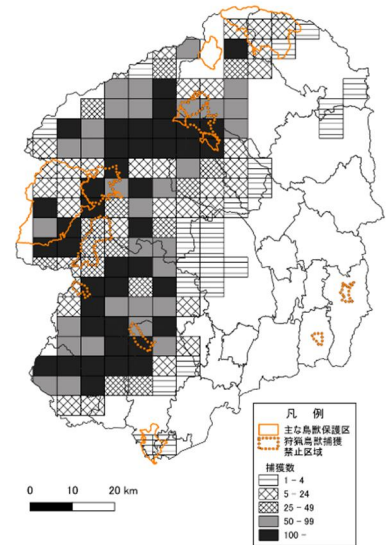 0 10 20 km
凡 例
主な鳥獣保護区
狩猟鳥獣捕獲
禁止区域
捕獲数
1 - 4
5 - 24
25 - 49
50 - 99
100 -